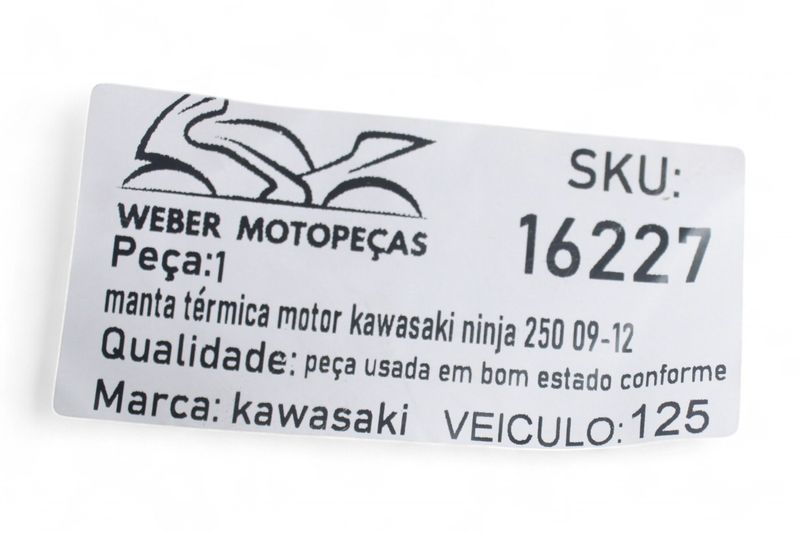 WEBER MOTOPEÇAS
SKU:
16227
Peça:1
manta térmica motor kawasaki ninja 250 09-12
Qualidade: peça usada em bom estado conforme
Marca: kawasaki VEICULO: 125